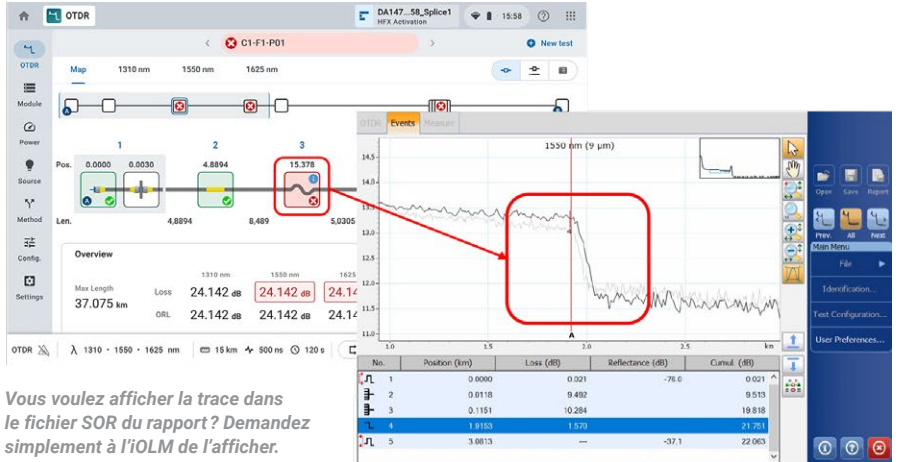 OTDR
DA147...58_Splice1
HFX Activation
15:58
C1-F1-P01
New test
OTDR
Module
Power
Source
Method
Config.
Settings
Map 1310 nm 1550 nm 1625 nm
1 2 3
Pos. 0.0000 0.0030 4.8894 15.378
Len. 4,8894 8,489 5,0305
Overview
1310 nm 1550 nm 1625
Max Length
37.075 km
Loss 24.142 dB 24.142 dB 24.14
ORL 24.142 dB 24.142 dB 24.14
OTDR λ 1310 · 1550 · 1625 nm 15 km 500 ns 120 s
OTDR Events Measure
1550 nm (9 µm)
14.5
14.0
13.5
13.0
12.5
12.0
11.5
11.0
1.0 1.5 2.0 2.5 km
A
No. Position (km) Loss (dB) Reflectance (dB) Cumul. (dB)
1 0.0000 0.021 -76.0 0.021
2 0.0118 9.492 9.513
3 0.1151 10.284 19.818
4 1.9153 1.570 21.751
5 3.0813 --- -37.1 22.063
Open Save Report
Prev. All Next
Main Menu
File
Identification...
Test Configuration...
User Preferences...
Vous voulez afficher la trace dans
le fichier SOR du rapport ? Demandez
simplement à l'iOLM de l'afficher.